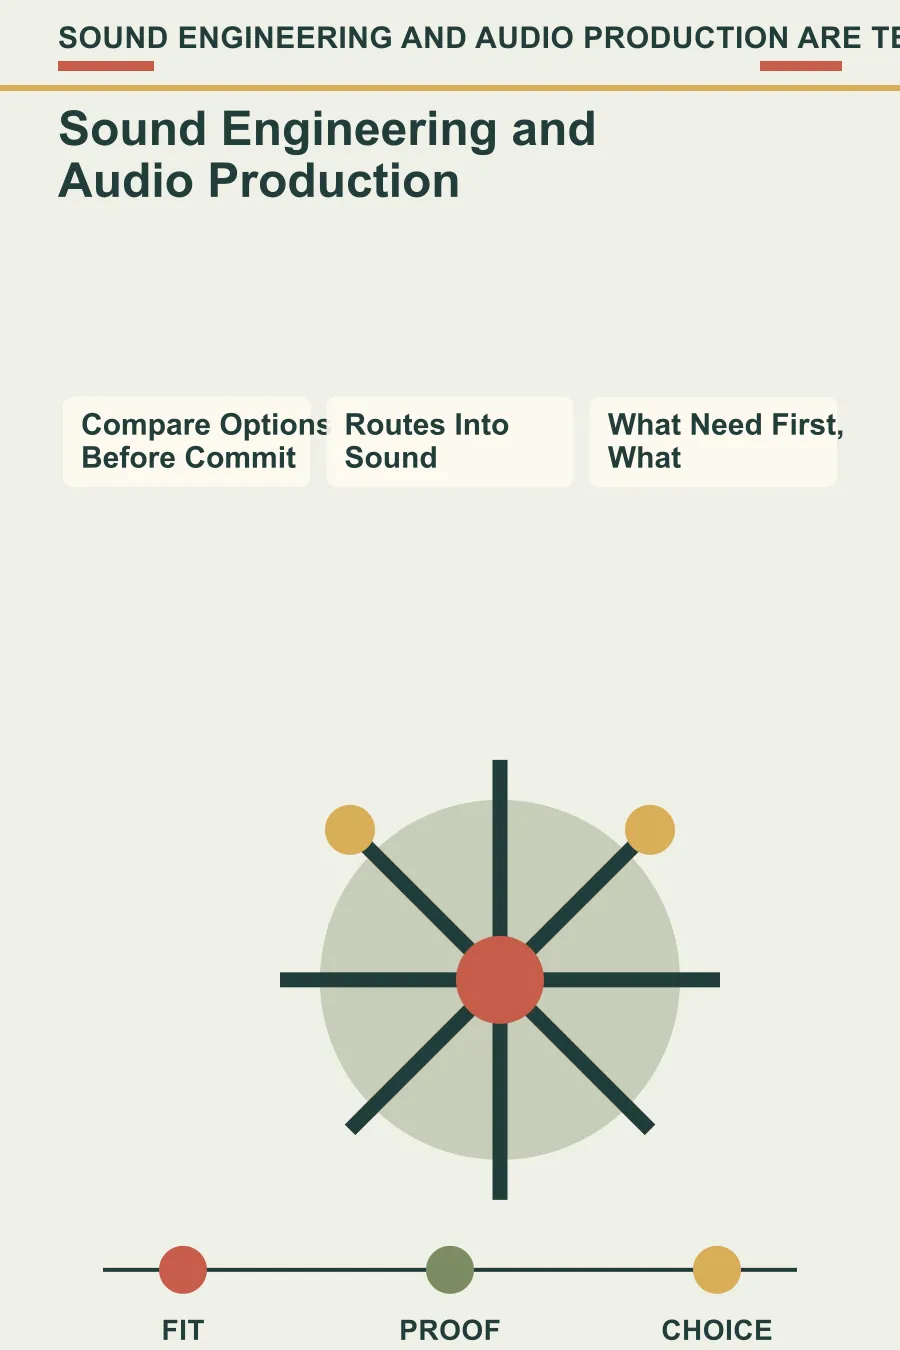 SOUND ENGINEERING AND AUDIO PRODUCTION ARE TE
Sound Engineering and
Audio Production
Compare Options
Before Commit
Routes Into
Sound
What Need First,
What
FIT
PROOF
CHOICE